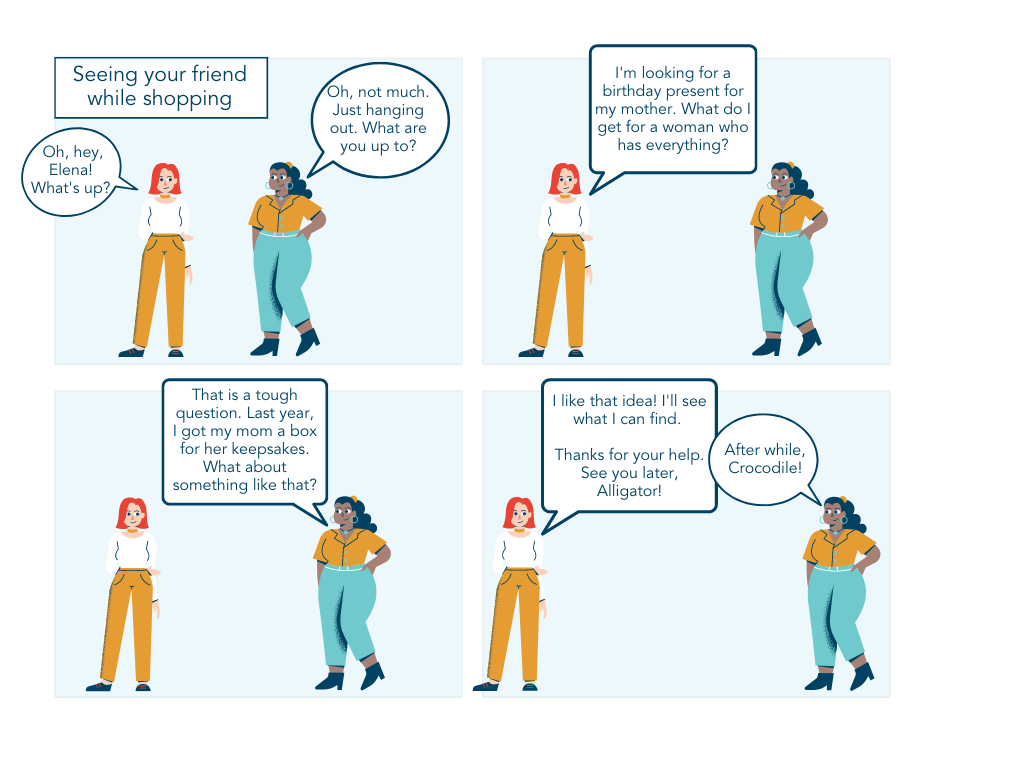 Seeing your friend
while shopping
Oh, hey,
Elena!
What's up?
Oh, not much.
Just hanging
out. What are
you up to?
I'm looking for a
birthday present for
my mother. What do I
get for a woman who
has everything?
That is a tough
question. Last year,
I got my mom a box
for her keepsakes.
What about
something like that?
I like that idea! I'll see
what I can find.
Thanks for your help.
See you later,
Alligator!
After while,
Crocodile!